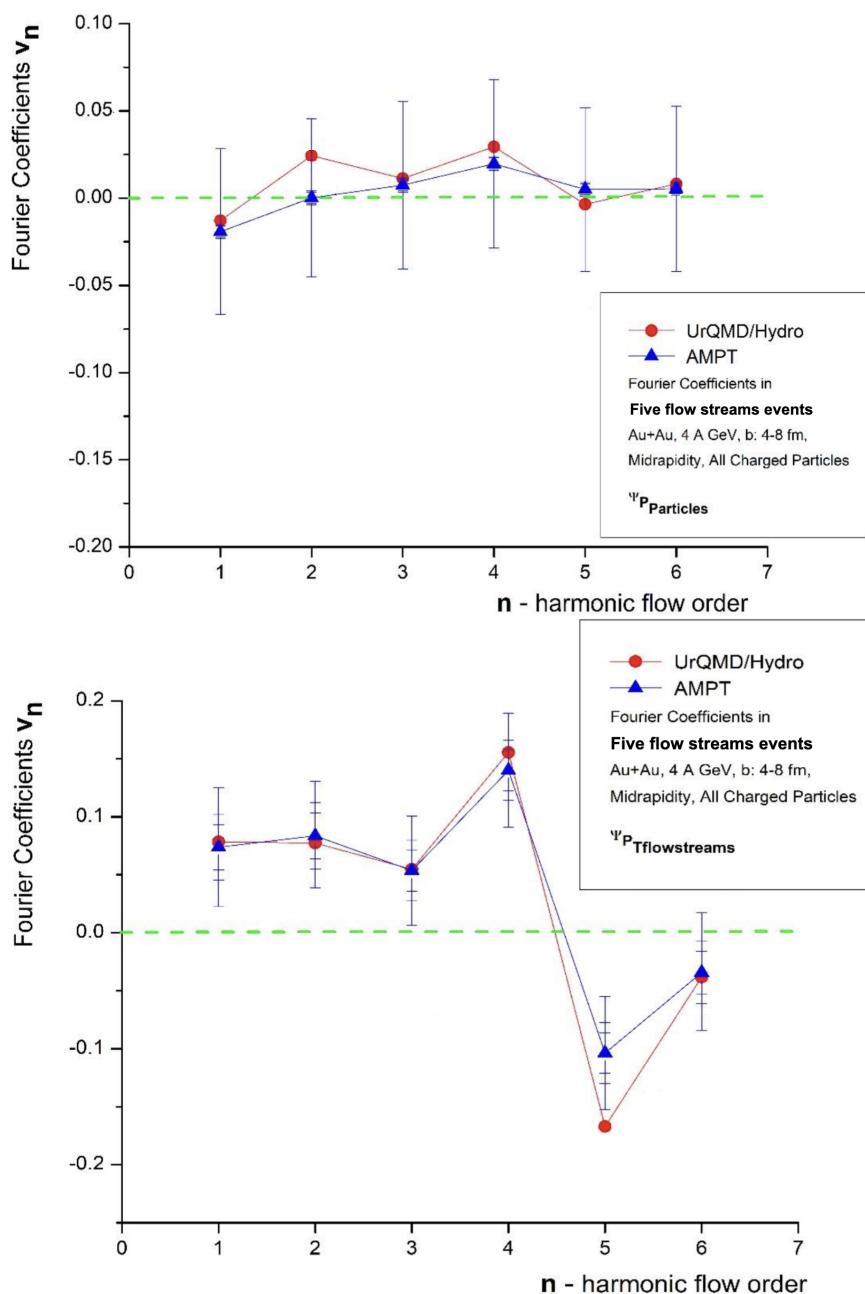 0.10
0.05
0.00
-0.05
-0.10
-0.15
-0.20
Fourier Coefficients vn
0 1 2 3 4 5 6 7
n - harmonic flow order
UrQMD/Hydro
AMPT
Fourier Coefficients in
Five flow streams events
Au+Au, 4 A GeV, b: 4-8 fm,
Midrapidity, All Charged Particles
ΨPParticles
UrQMD/Hydro
AMPT
Fourier Coefficients in
Five flow streams events
Au+Au, 4 A GeV, b: 4-8 fm,
Midrapidity, All Charged Particles
ΨPTflowstreams
0.2
0.1
0.0
-0.1
-0.2
Fourier Coefficients vn
0 1 2 3 4 5 6 7
n - harmonic flow order